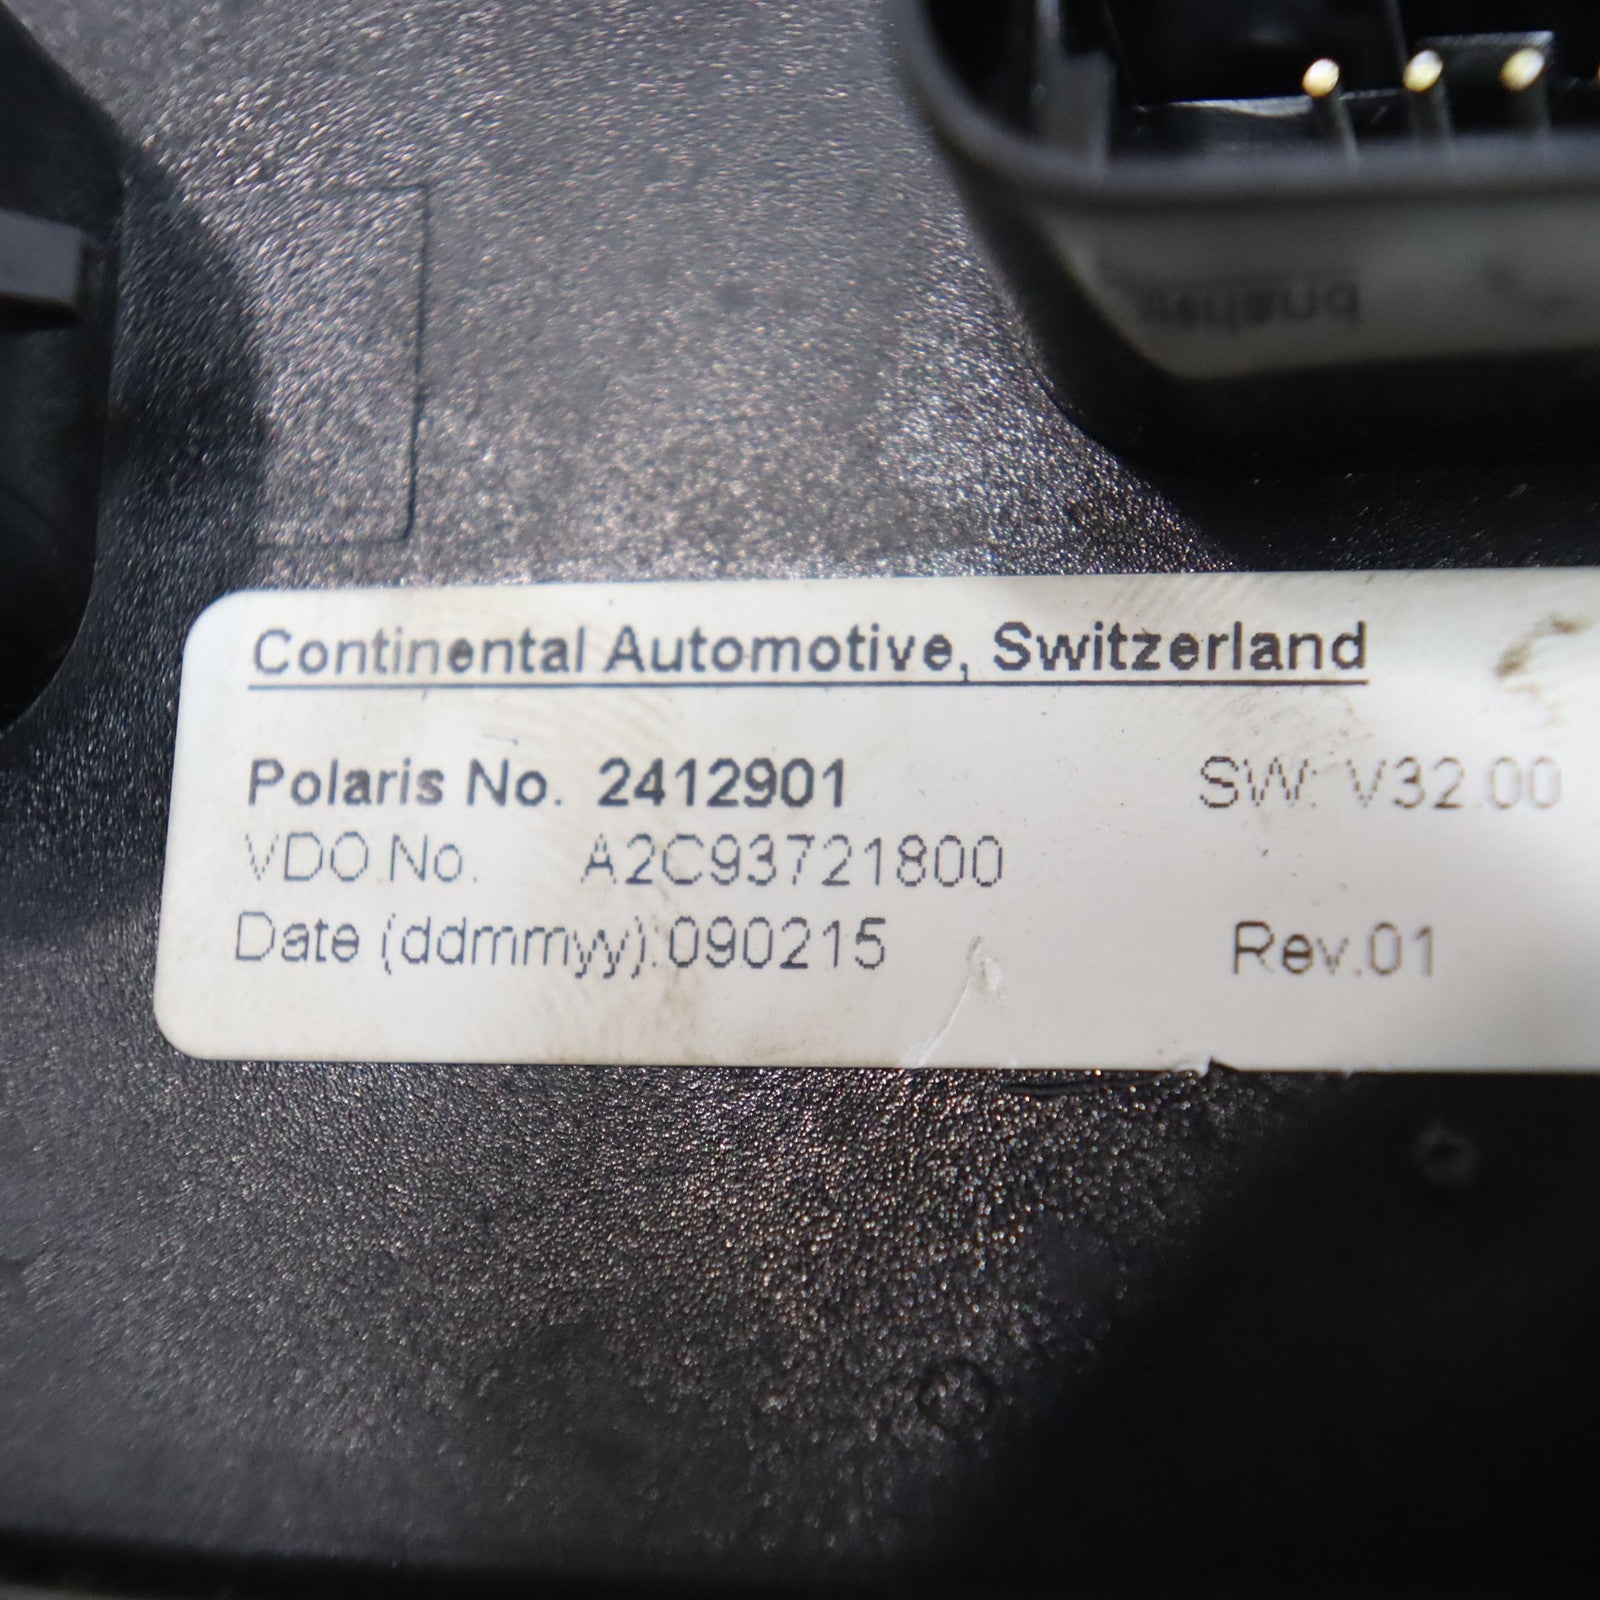 Continental Automotive, Switzerland
Polaris No. 2412901 SW: V32.00
VDO No. A2C93721800
Date (ddmmyy):090215 Rev.01